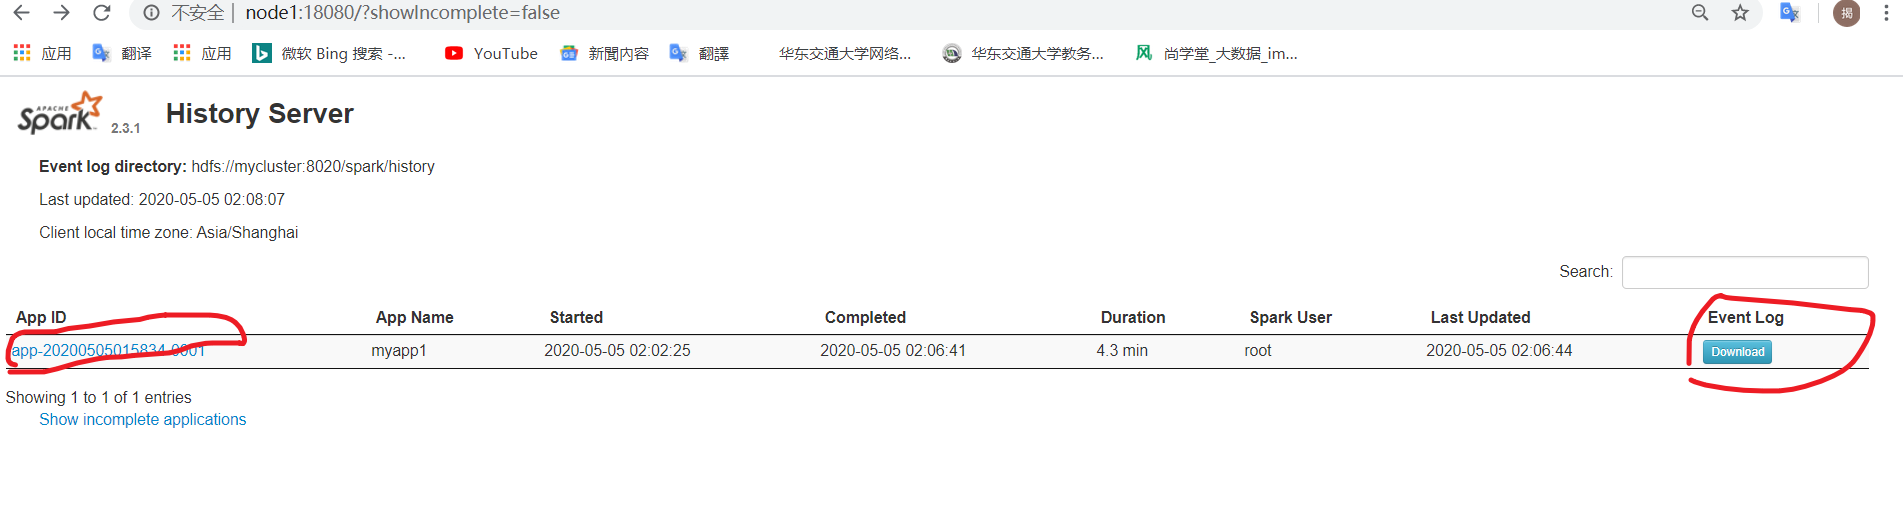 不安全 | node1:18080/?showIncomplete=false
应用 翻译 应用 微软 Bing 搜索 -... YouTube 新聞内容 翻譯 华东交通大学网络... 华东交通大学教务... 尚学堂_大数据_im...
APACHE Spark 2.3.1 History Server
Event log directory: hdfs://mycluster:8020/spark/history
Last updated: 2020-05-05 02:08:07
Client local time zone: Asia/Shanghai
Search:
App ID App Name Started Completed Duration Spark User Last Updated Event Log
app-20200505015834-0001 myapp1 2020-05-05 02:02:25 2020-05-05 02:06:41 4.3 min root 2020-05-05 02:06:44 Download
Showing 1 to 1 of 1 entries
Show incomplete applications